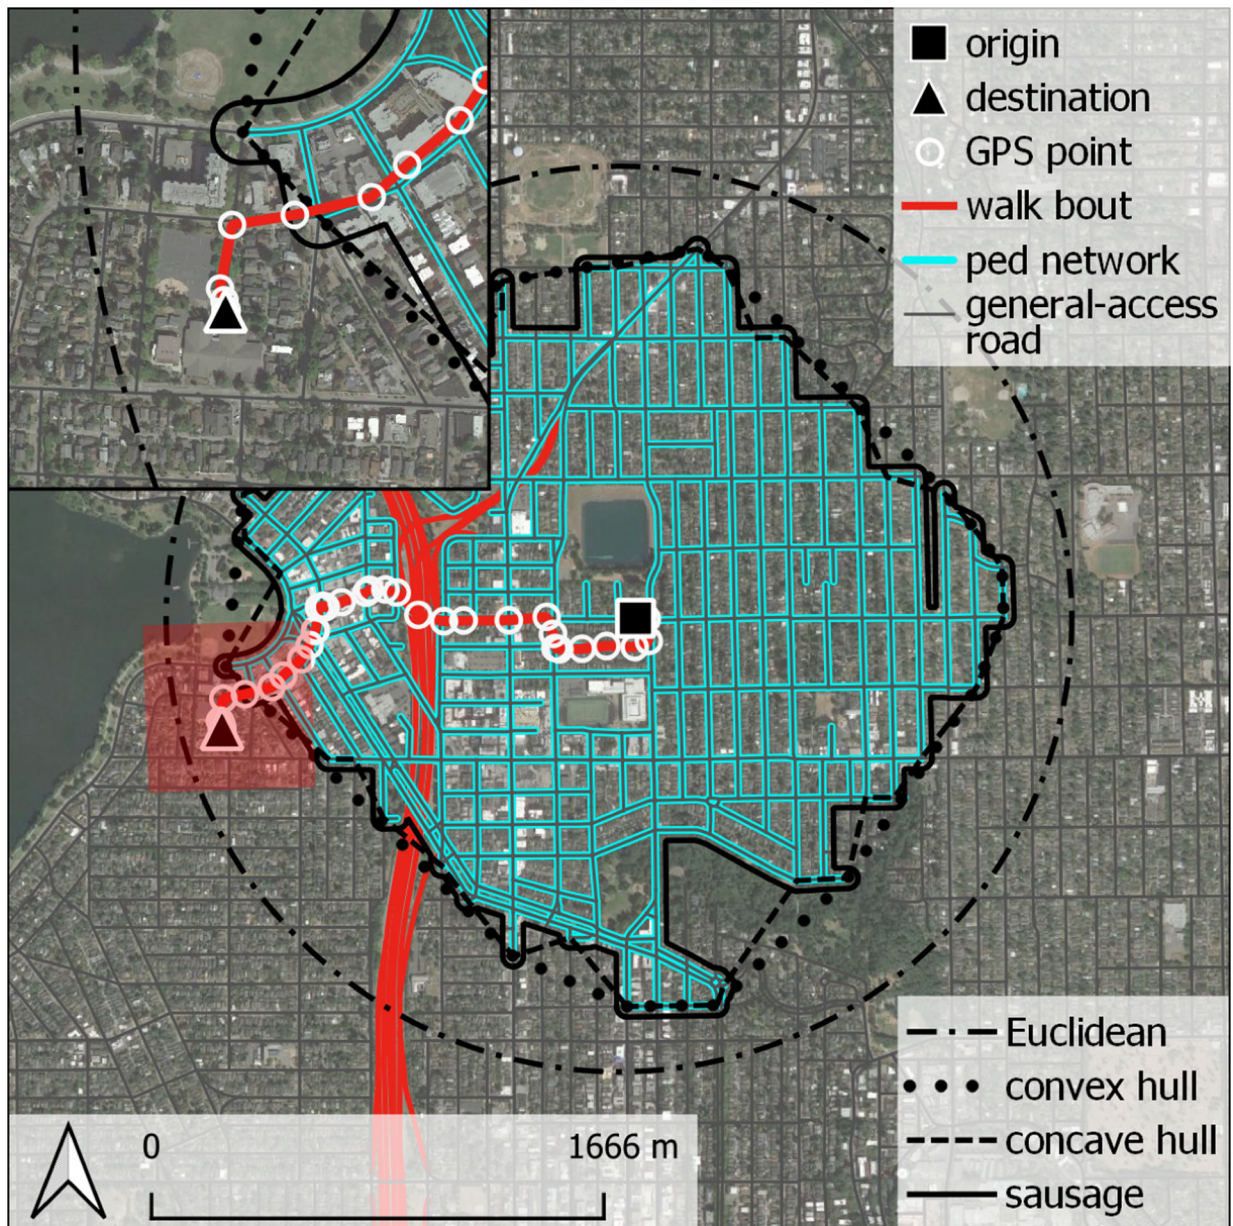 origin
destination
GPS point
walk bout
ped network
general-access
road
Euclidean
convex hull
concave hull
sausage
0 1666 m